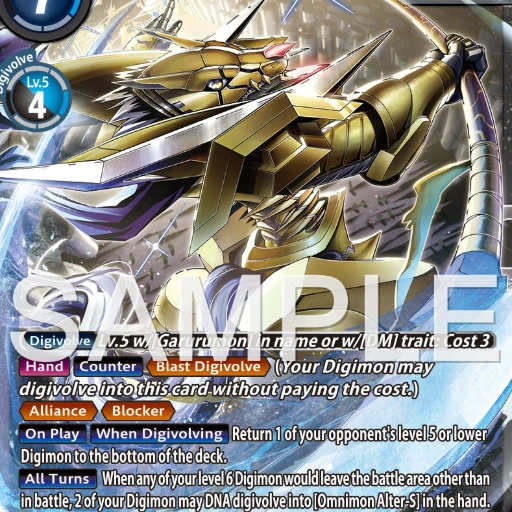 7
Digivolve
Lv.5
4
SAMPLE
Digivolve Lv.5 w/[Garurumon] in name or w/[DM] trait: Cost 3
Hand Counter Blast Digivolve (Your Digimon may
digivolve into this card without paying the cost.)
Alliance Blocker
On Play When Digivolving Return 1 of your opponent's level 5 or lower
Digimon to the bottom of the deck.
All Turns When any of your level 6 Digimon would leave the battle area other than
in battle, 2 of your Digimon may DNA digivolve into [Omnimon Alter-S] in the hand.